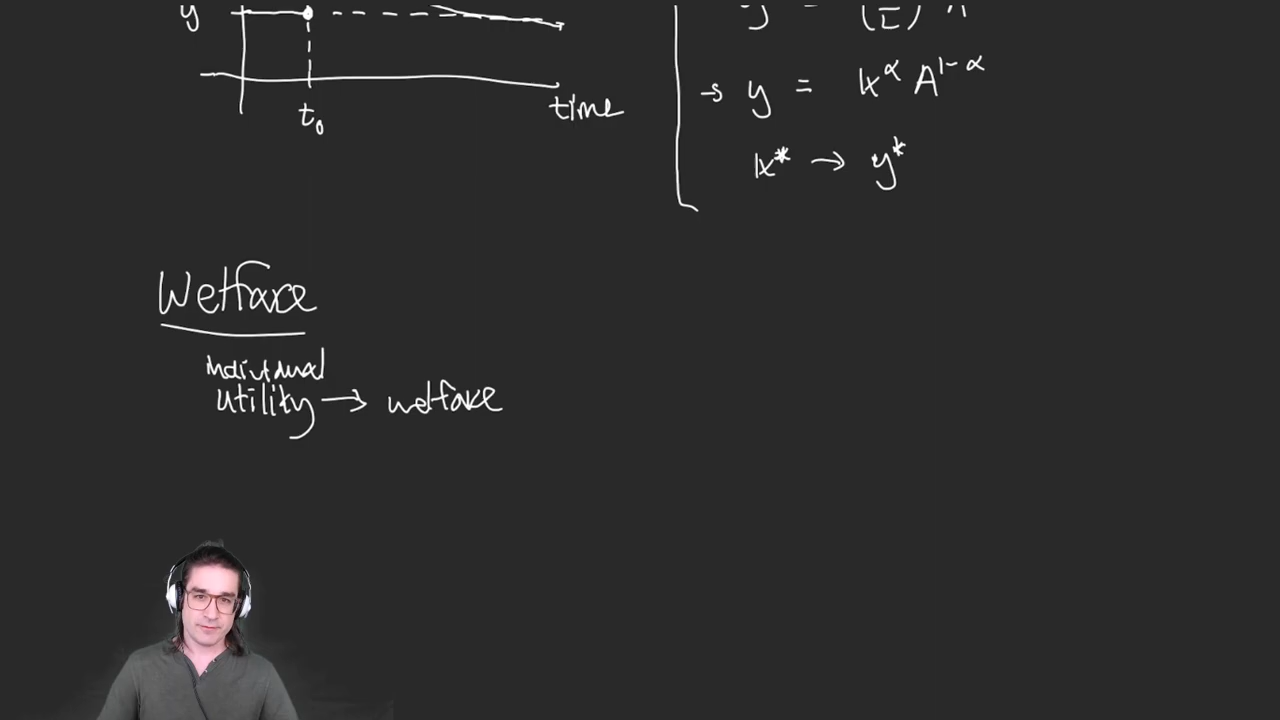 y
t₀
time
→ y = k^α A^{1-α}
k* → y*
Welfare
individual
utility → welfare